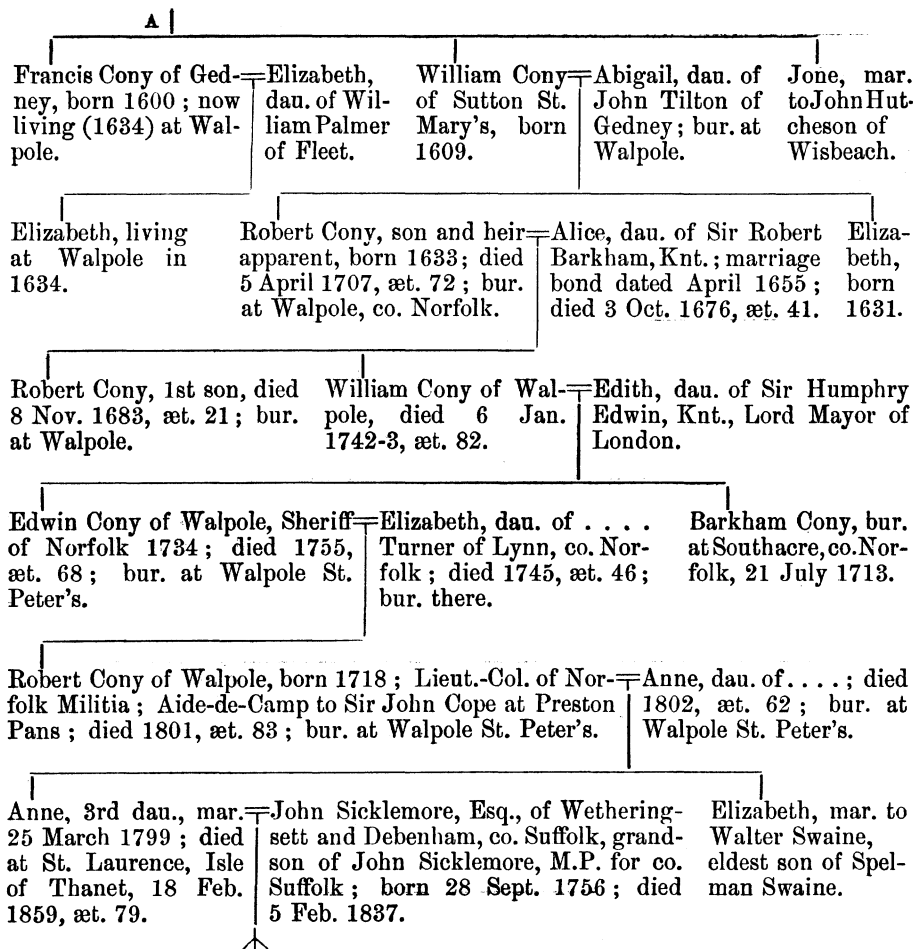 A
Francis Cony of Ged-
ney, born 1600 ; now
living (1634) at Wal-
pole.
Elizabeth,
dau. of Wil-
liam Palmer
of Fleet.
William Cony
of Sutton St.
Mary's, born
1609.
Abigail, dau. of
John Tilton of
Gedney ; bur. at
Walpole.
Jone, mar.
to John Hut-
cheson of
Wisbeach.
Elizabeth, living
at Walpole in
1634.
Robert Cony, son and heir
apparent, born 1633; died
5 April 1707, æt. 72 ; bur.
at Walpole, co. Norfolk.
Alice, dau. of Sir Robert
Barkham, Knt. ; marriage
bond dated April 1655 ;
died 3 Oct. 1676, æt. 41.
Eliza-
beth,
born
1631.
Robert Cony, 1st son, died
8 Nov. 1683, æt. 21 ; bur.
at Walpole.
William Cony of Wal-
pole, died 6 Jan.
1742-3, æt. 82.
Edith, dau. of Sir Humphry
Edwin, Knt., Lord Mayor of
London.
Edwin Cony of Walpole, Sheriff
of Norfolk 1734 ; died 1755,
æt. 68 ; bur. at Walpole St.
Peter's.
Elizabeth, dau. of . . . .
Turner of Lynn, co. Nor-
folk ; died 1745, æt. 46 ;
bur. there.
Barkham Cony, bur.
at Southacre, co. Nor-
folk, 21 July 1713.
Robert Cony of Walpole, born 1718 ; Lieut.-Col. of Nor-
folk Militia ; Aide-de-Camp to Sir John Cope at Preston
Pans ; died 1801, æt. 83 ; bur. at Walpole St. Peter's.
Anne, dau. of . . . . ; died
1802, æt. 62 ; bur. at
Walpole St. Peter's.
Anne, 3rd dau., mar.
25 March 1799 ; died
at St. Laurence, Isle
of Thanet, 18 Feb.
1859, æt. 79.
John Sicklemore, Esq., of Wethering-
sett and Debenham, co. Suffolk, grand-
son of John Sicklemore, M.P. for co.
Suffolk ; born 28 Sept. 1756 ; died
5 Feb. 1837.
Elizabeth, mar. to
Walter Swaine,
eldest son of Spel-
man Swaine.